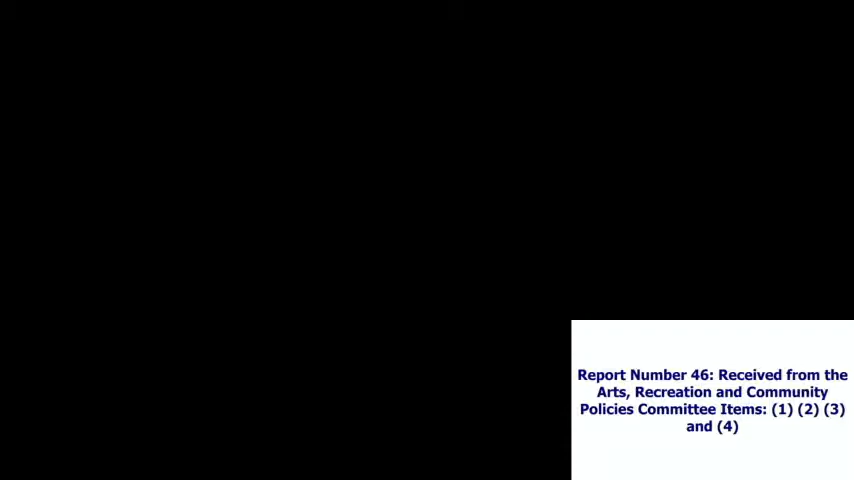 Report Number 46: Received from the
Arts, Recreation and Community
Policies Committee Items: (1) (2) (3)
and (4)